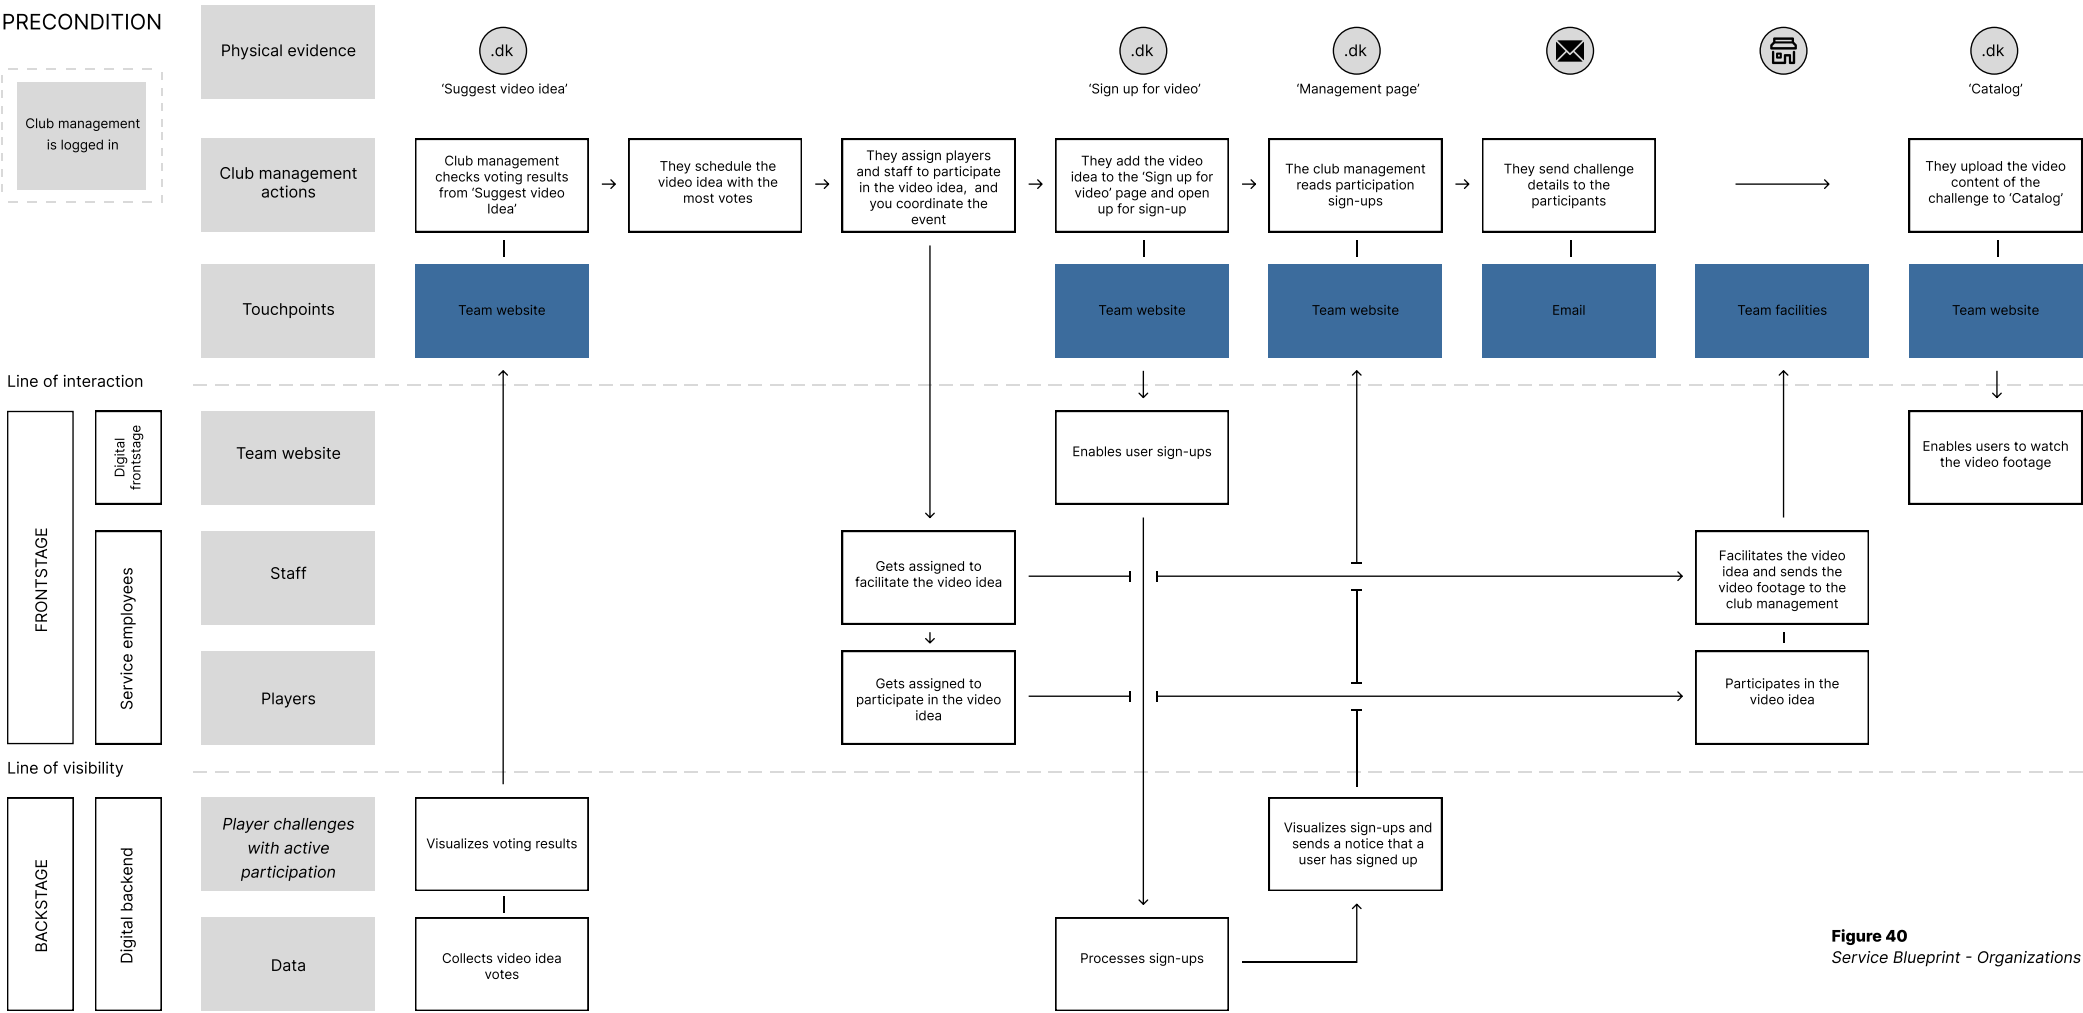 PRECONDITION
Club management
is logged in
Physical evidence
.dk
‘Suggest video idea’
.dk
‘Sign up for video’
.dk
‘Management page’
.dk
‘Catalog’
Club management
actions
Club management
checks voting results
from ‘Suggest video
Idea’
They schedule the
video idea with the
most votes
They assign players
and staff to participate
in the video idea, and
you coordinate the
event
They add the video
idea to the ‘Sign up for
video’ page and open
up for sign-up
The club management
reads participation
sign-ups
They send challenge
details to the
participants
They upload the video
content of the
challenge to ‘Catalog’
Touchpoints
Team website
Team website
Team website
Email
Team facilities
Team website
Line of interaction
FRONTSTAGE
Digital
frontstage
Team website
Enables user sign-ups
Enables users to watch
the video footage
Service employees
Staff
Gets assigned to
facilitate the video idea
Facilitates the video
idea and sends the
video footage to the
club management
Players
Gets assigned to
participate in the video
idea
Participates in the
video idea
Line of visibility
BACKSTAGE
Digital backend
Player challenges
with active
participation
Visualizes voting results
Visualizes sign-ups and
sends a notice that a
user has signed up
Data
Collects video idea
votes
Processes sign-ups
Figure 40
Service Blueprint - Organizations